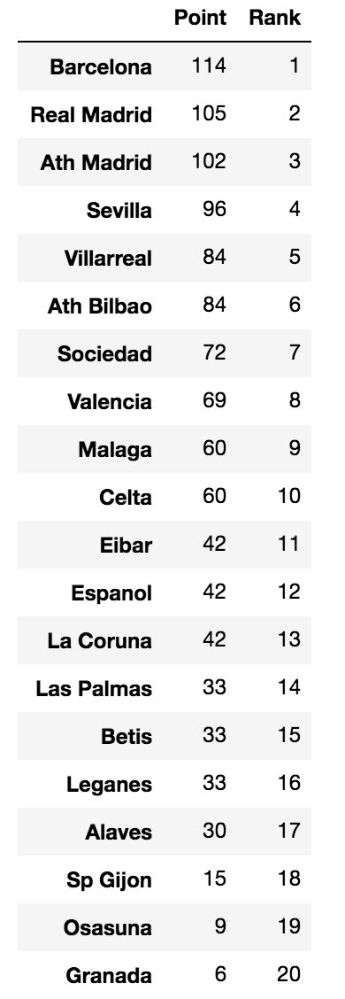 Point Rank
Barcelona 114 1
Real Madrid 105 2
Ath Madrid 102 3
Sevilla 96 4
Villarreal 84 5
Ath Bilbao 84 6
Sociedad 72 7
Valencia 69 8
Malaga 60 9
Celta 60 10
Eibar 42 11
Espanol 42 12
La Coruna 42 13
Las Palmas 33 14
Betis 33 15
Leganes 33 16
Alaves 30 17
Sp Gijon 15 18
Osasuna 9 19
Granada 6 20